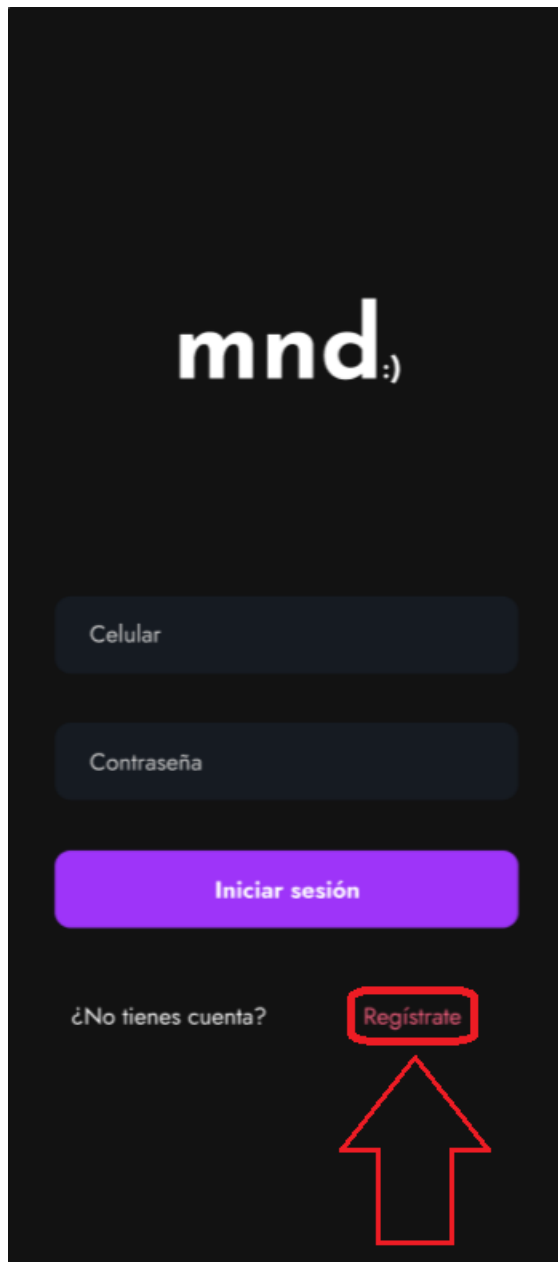 mnd:)
Celular
Contraseña
Iniciar sesión
¿No tienes cuenta? Regístrate